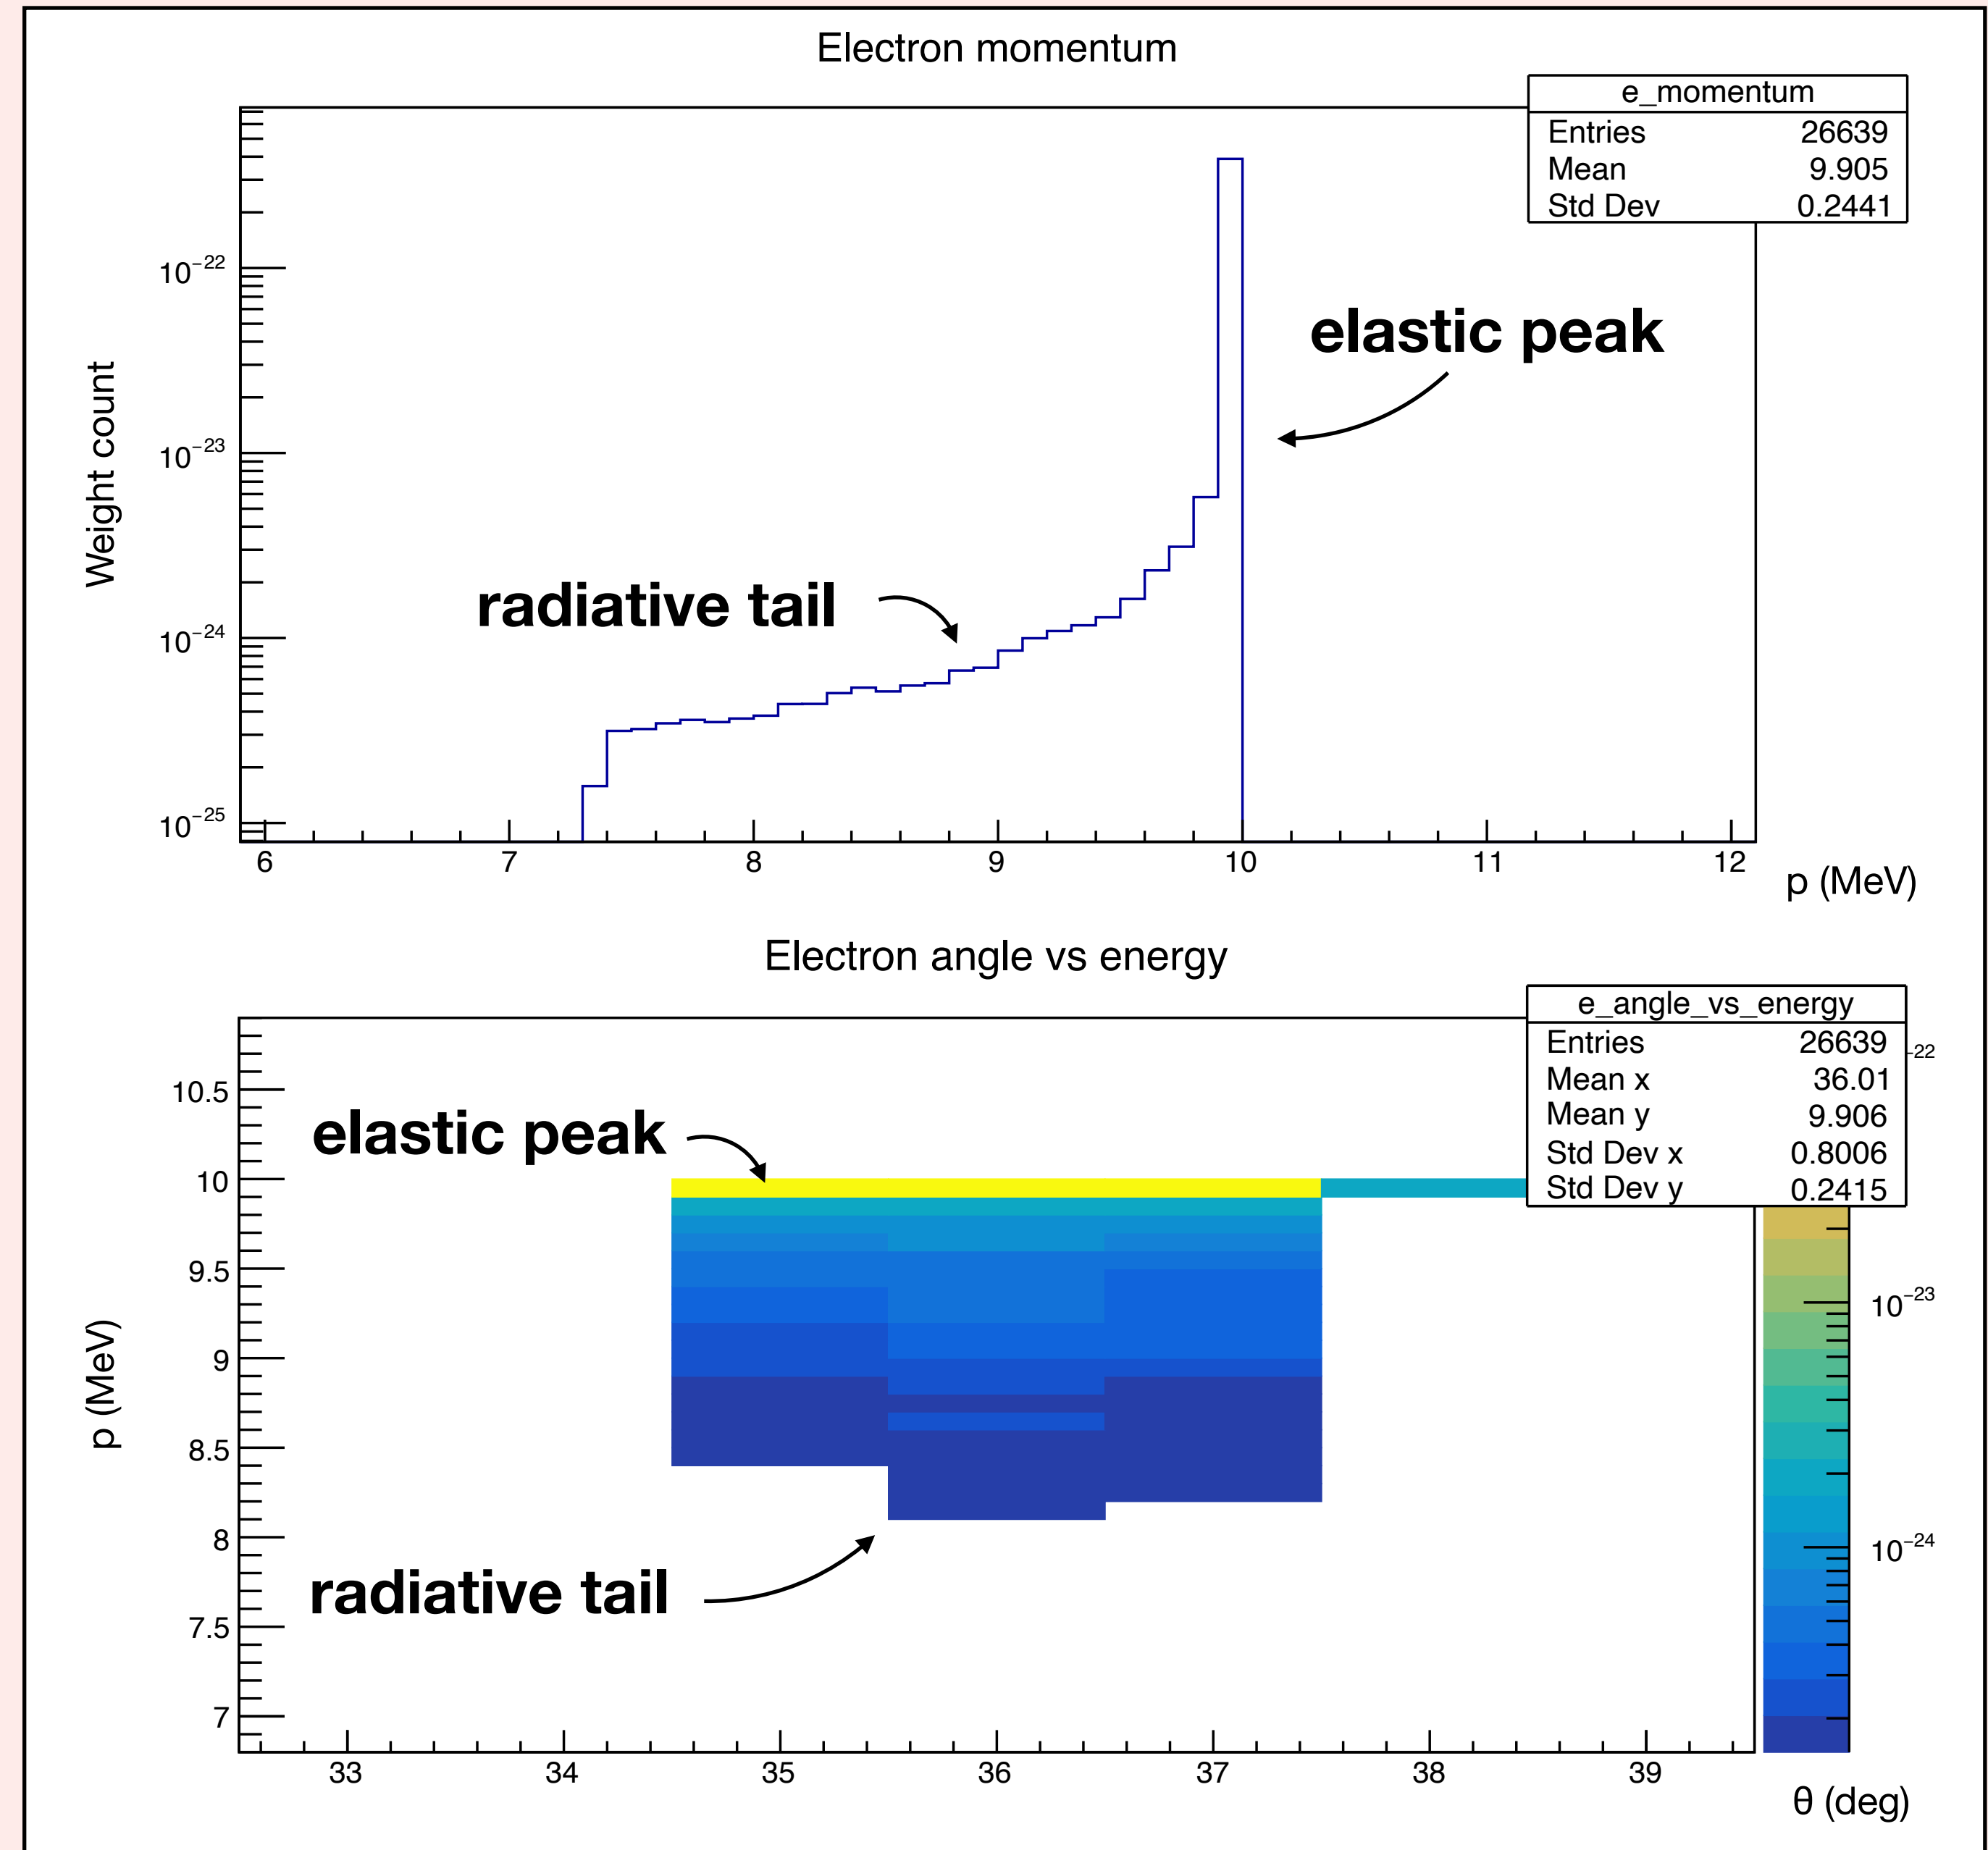 Electron momentum
e_momentum
Entries 26639
Mean 9.905
Std Dev 0.2441
10⁻²²
elastic peak
Weight count
10⁻²³
radiative tail
10⁻²⁴
10⁻²⁵
6 7 8 9 10 11 12
p (MeV)
Electron angle vs energy
e_angle_vs_energy
Entries 26639
Mean x 36.01
Mean y 9.906
Std Dev x 0.8006
Std Dev y 0.2415
-22
10.5
elastic peak
10
9.5
10⁻²³
9
p (MeV)
8.5
8
10⁻²⁴
radiative tail
7.5
7
33 34 35 36 37 38 39
θ (deg)